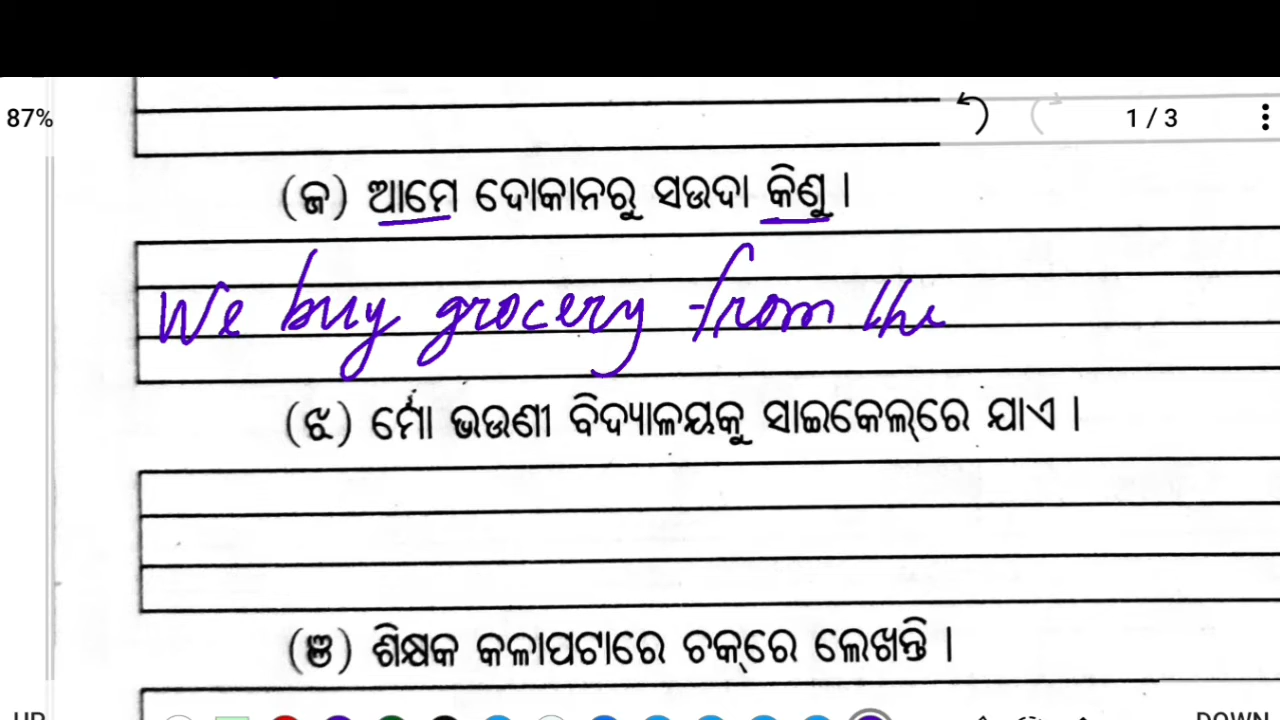 87%
1 / 3
(ଜ) ଆମେ ଦୋକାନରୁ ସଉଦା କିଣୁ ।
We buy grocery from the
(ଝ) ମୋ ଭଉଣୀ ବିଦ୍ୟାଳୟକୁ ସାଇକେଲ୍‌ରେ ଯାଏ ।
(ଞ) ଶିକ୍ଷକ କଳାପଟାରେ ଚକ୍‌ରେ ଲେଖନ୍ତି ।